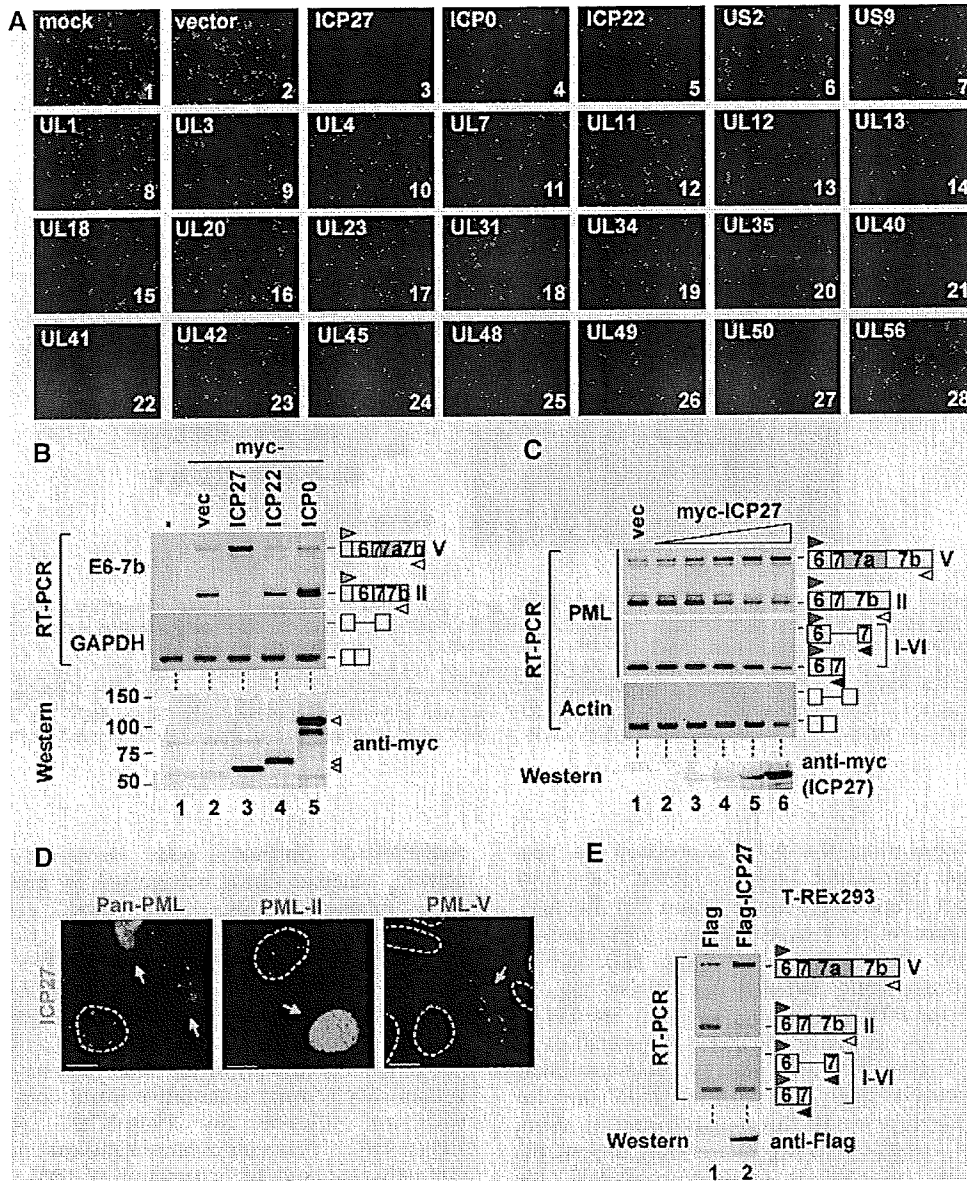 A
mock 1
vector 2
ICP27 3
ICP0 4
ICP22 5
US2 6
US9 7
UL1 8
UL3 9
UL4 10
UL7 11
UL11 12
UL12 13
UL13 14
UL18 15
UL20 16
UL23 17
UL31 18
UL34 19
UL35 20
UL40 21
UL41 22
UL42 23
UL45 24
UL48 25
UL49 26
UL50 27
UL56 28
B
myc-
- vec ICP27 ICP22 ICP0
RT-PCR
E6-7b
6 7 7a 7b V
6 7 7b II
GAPDH
Western
150
100
75
50
anti-myc
1 2 3 4 5
C
vec myc-ICP27
RT-PCR
PML
6 7 7a 7b V
6 7 7b II
6 7
I-VI
6 7
Actin
Western
anti-myc
(ICP27)
1 2 3 4 5 6
D
Pan-PML PML-II PML-V
ICP27
E
Flag Flag-ICP27 T-REx293
RT-PCR
6 7 7a 7b V
6 7 7b II
6 7
I-VI
6 7
Western anti-Flag
1 2